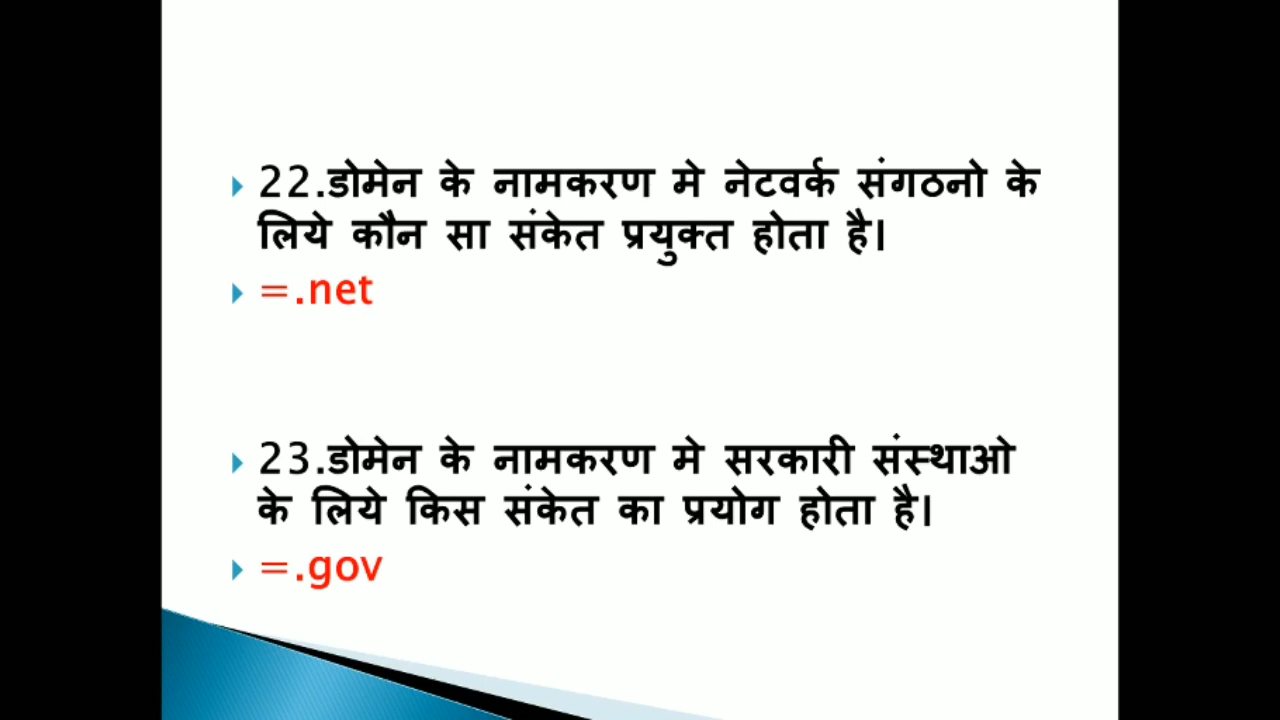 22.डोमेन के नामकरण मे नेटवर्क संगठनो के
लिये कौन सा संकेत प्रयुक्त होता है।
=.net
23.डोमेन के नामकरण मे सरकारी संस्थाओ
के लिये किस संकेत का प्रयोग होता है।
=.gov